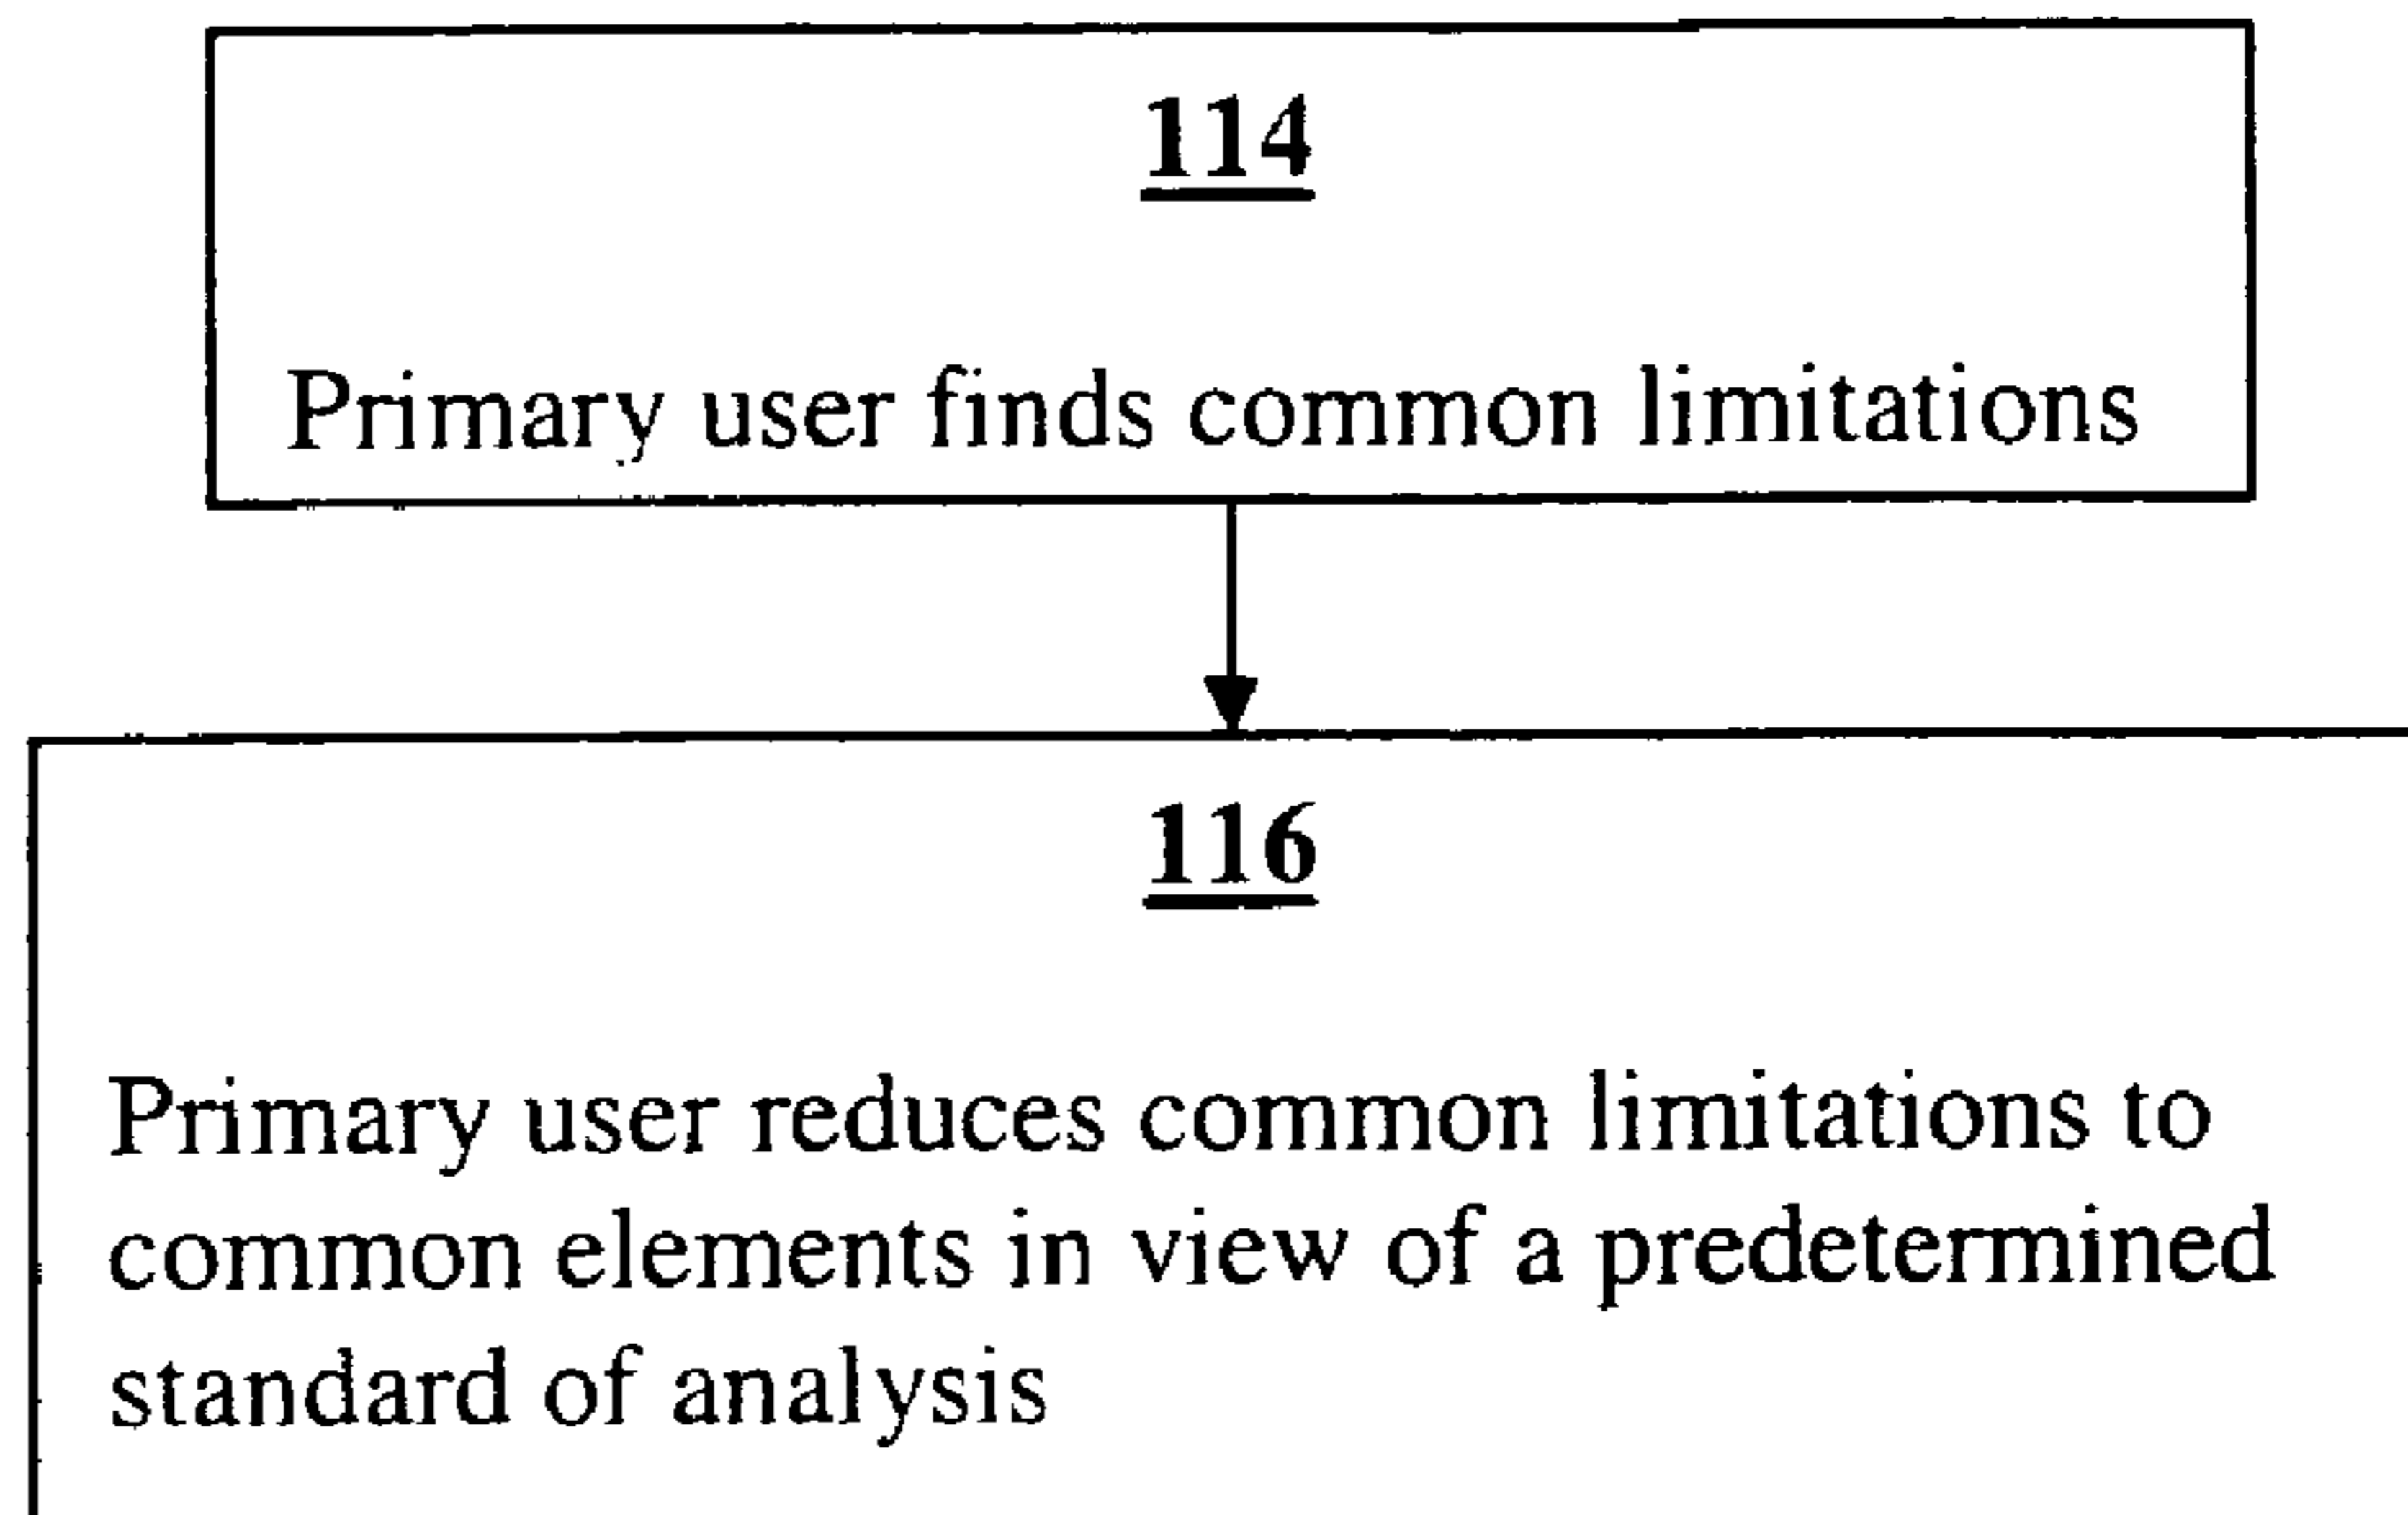 114
Primary user finds common limitations
116
Primary user reduces common limitations to
common elements in view of a predetermined
standard of analysis